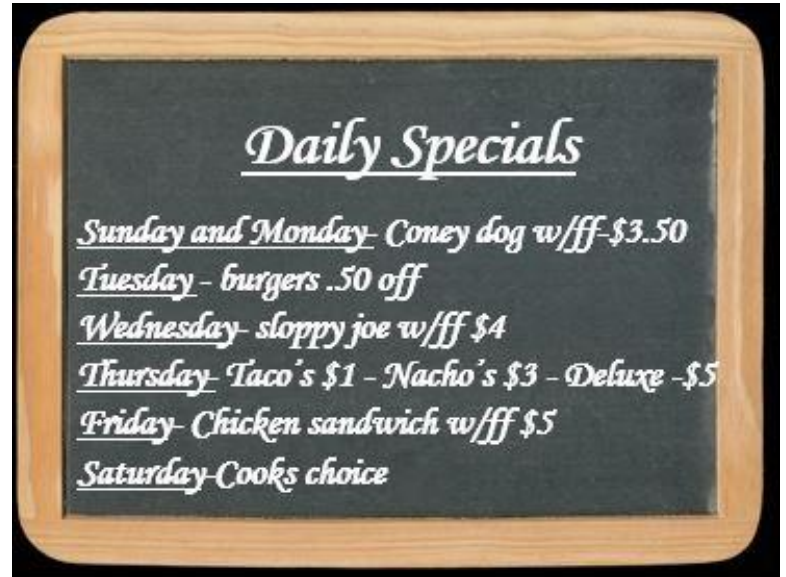 Daily Specials
Sunday and Monday- Coney dog w/ff-$3.50
Tuesday - burgers .50 off
Wednesday- sloppy joe w/ff $4
Thursday- Taco's $1 - Nacho's $3 - Deluxe -$5
Friday- Chicken sandwich w/ff $5
Saturday-Cooks choice